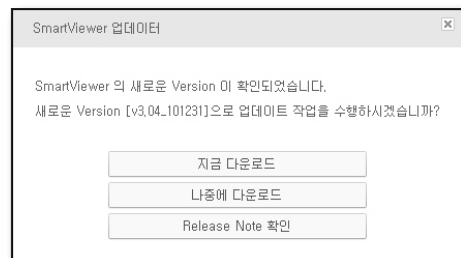 SmartViewer 업데이터
SmartViewer 의 새로운 Version 이 확인되었습니다.
새로운 Version [v3.04_101231]으로 업데이트 작업을 수행하시겠습니까?
지금 다운로드
나중에 다운로드
Release Note 확인